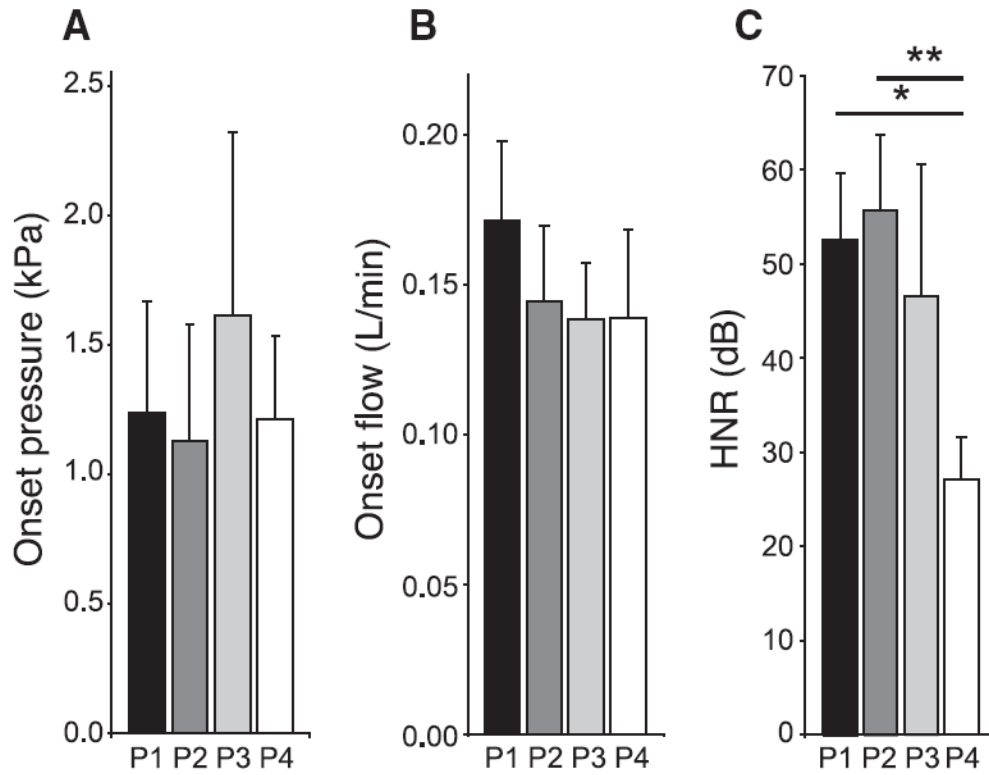 A
Onset pressure (kPa)
2.5
2.0
1.5
1.0
0.5
0.0
P1 P2 P3 P4
B
Onset flow (L/min)
0.20
0.15
0.10
0.05
0.00
P1 P2 P3 P4
C
HNR (dB)
70
60
50
40
30
20
10
0
**
*
P1 P2 P3 P4